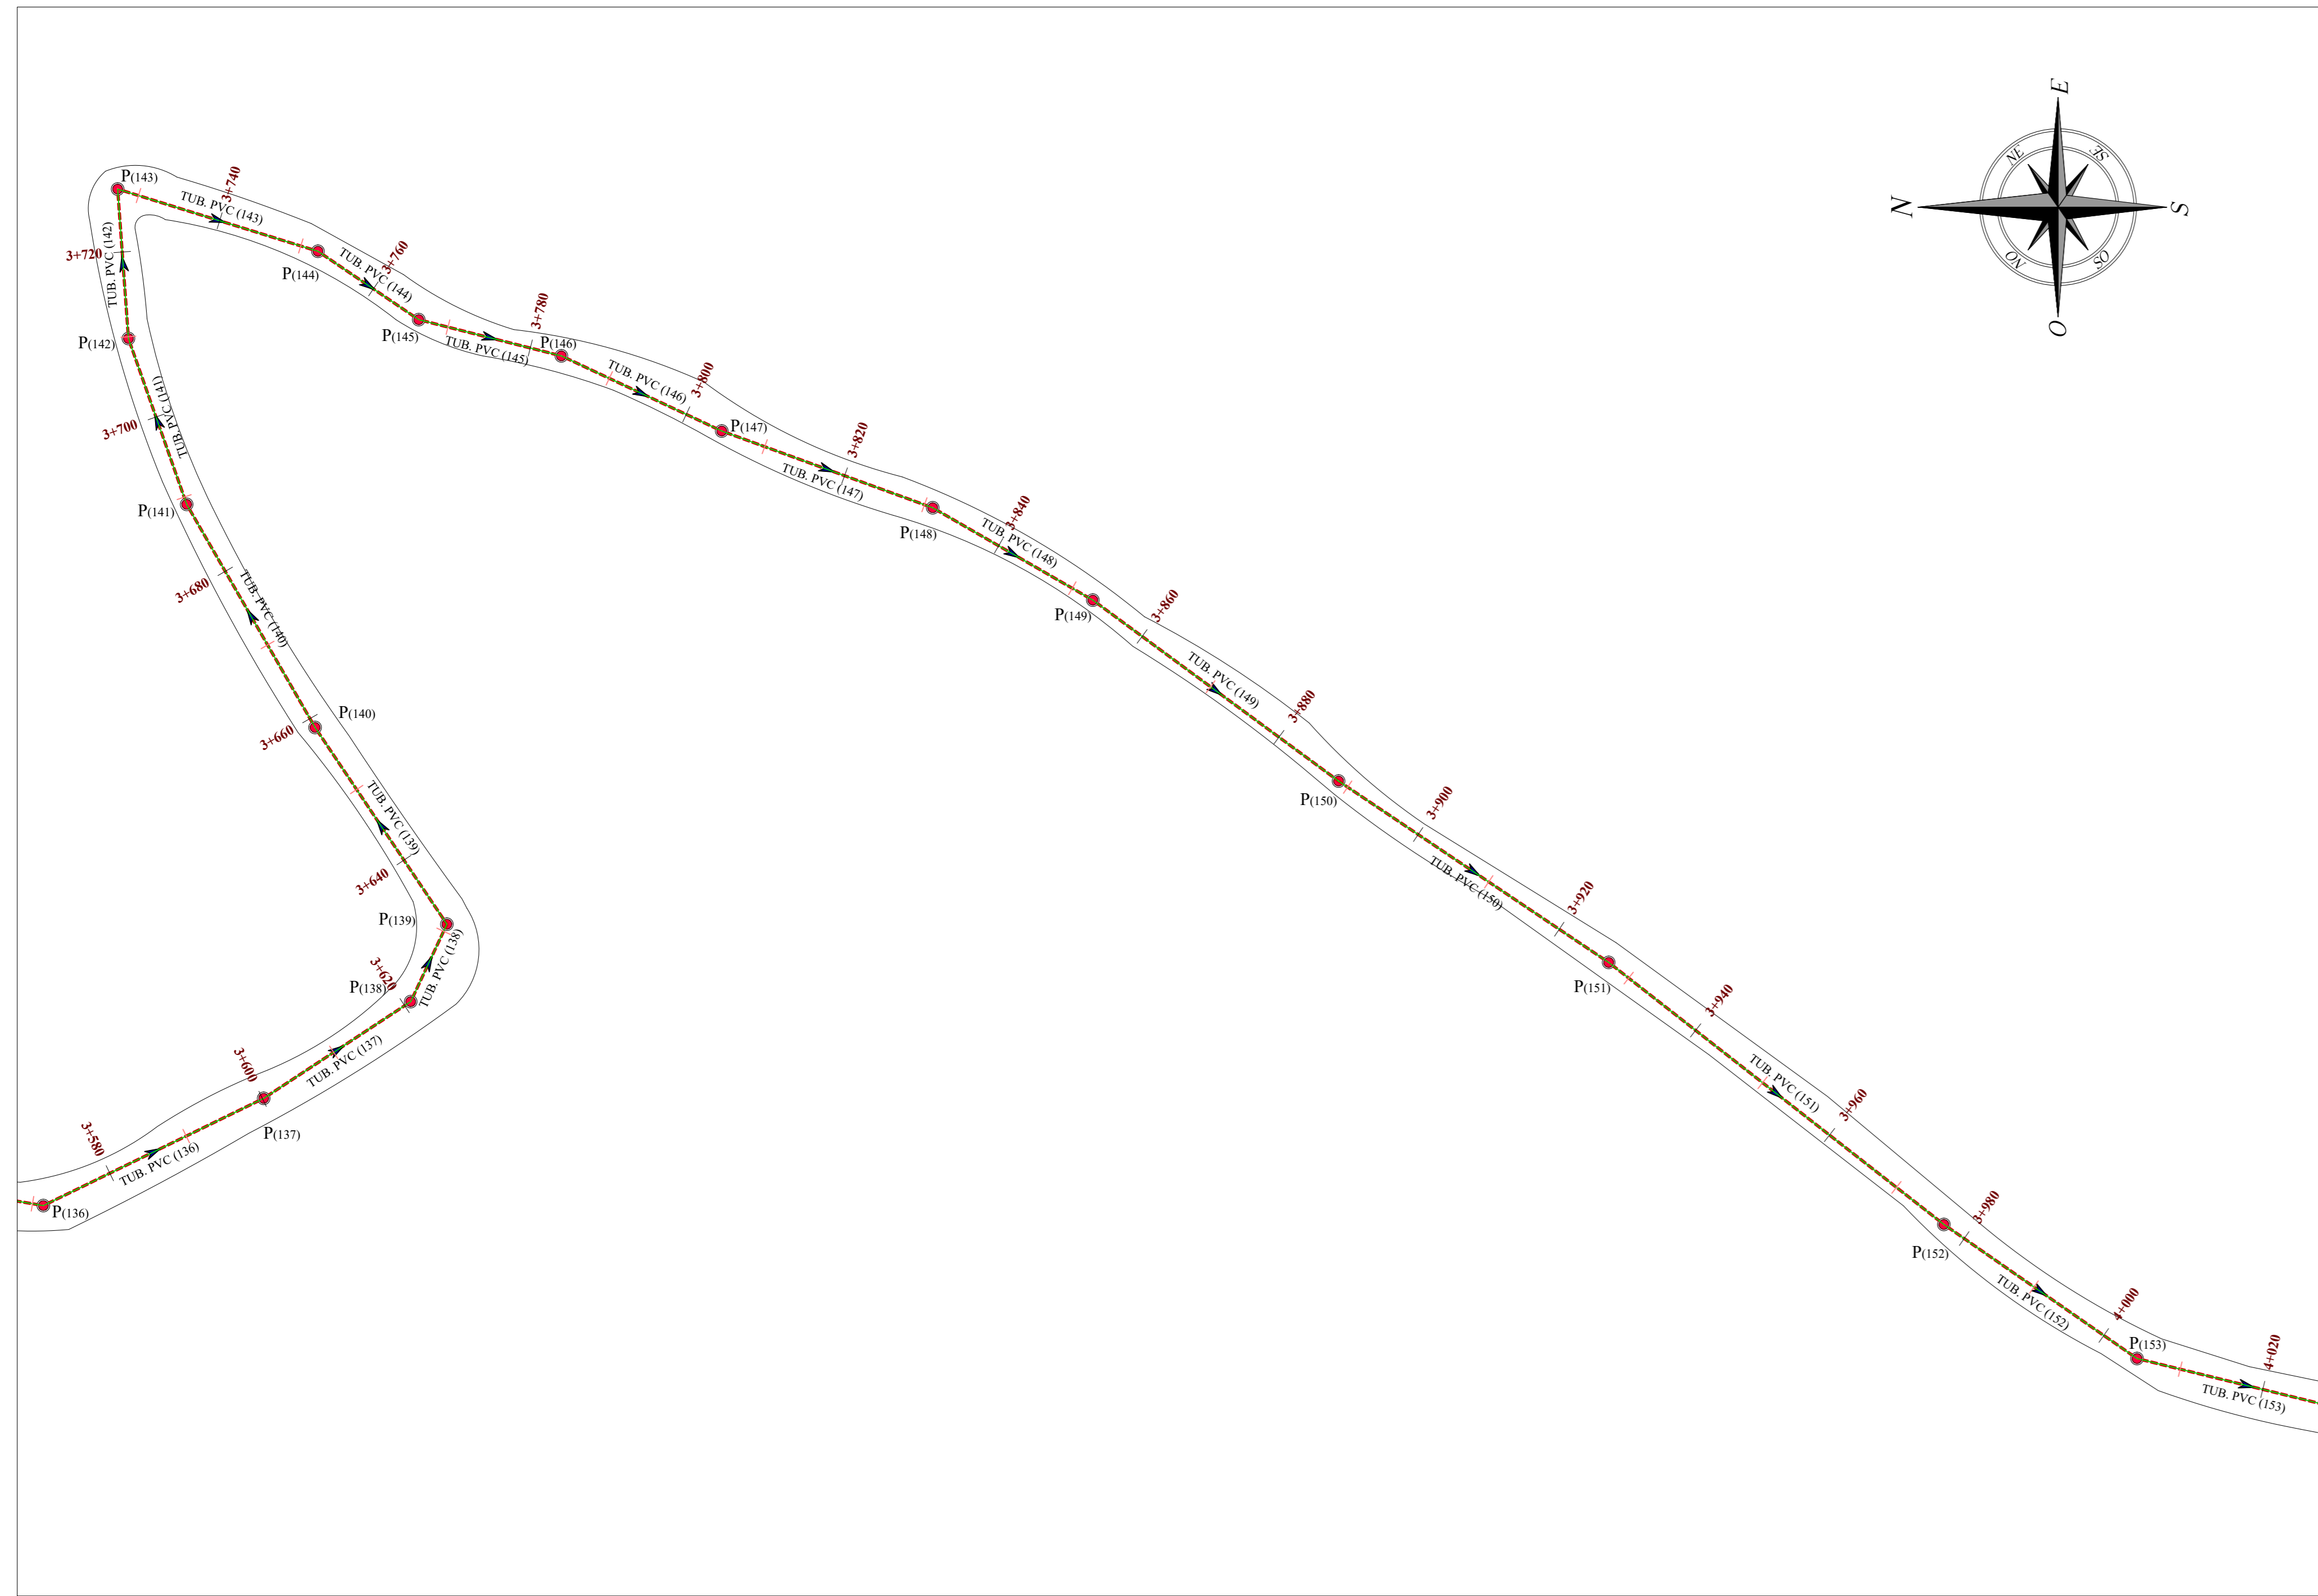 E
NE
SE
N
S
NO
SO
O
P(136)
3+580
TUB. PVC (136)
3+600
P(137)
TUB. PVC (137)
3+620
P(138)
TUB. PVC (138)
P(139)
3+640
TUB. PVC (139)
3+660
P(140)
TUB. PVC (140)
3+680
P(141)
TUB. PVC (141)
3+700
P(142)
TUB. PVC (142)
3+720
P(143)
TUB. PVC (143)
3+740
P(144)
TUB. PVC (144)
3+760
P(145)
TUB. PVC (145)
3+780
P(146)
TUB. PVC (146)
3+800
P(147)
TUB. PVC (147)
3+820
P(148)
TUB. PVC (148)
3+840
P(149)
3+860
TUB. PVC (149)
3+880
P(150)
3+900
TUB. PVC (150)
3+920
P(151)
3+940
TUB. PVC (151)
3+960
P(152)
3+980
TUB. PVC (152)
4+000
P(153)
TUB. PVC (153)
4+020